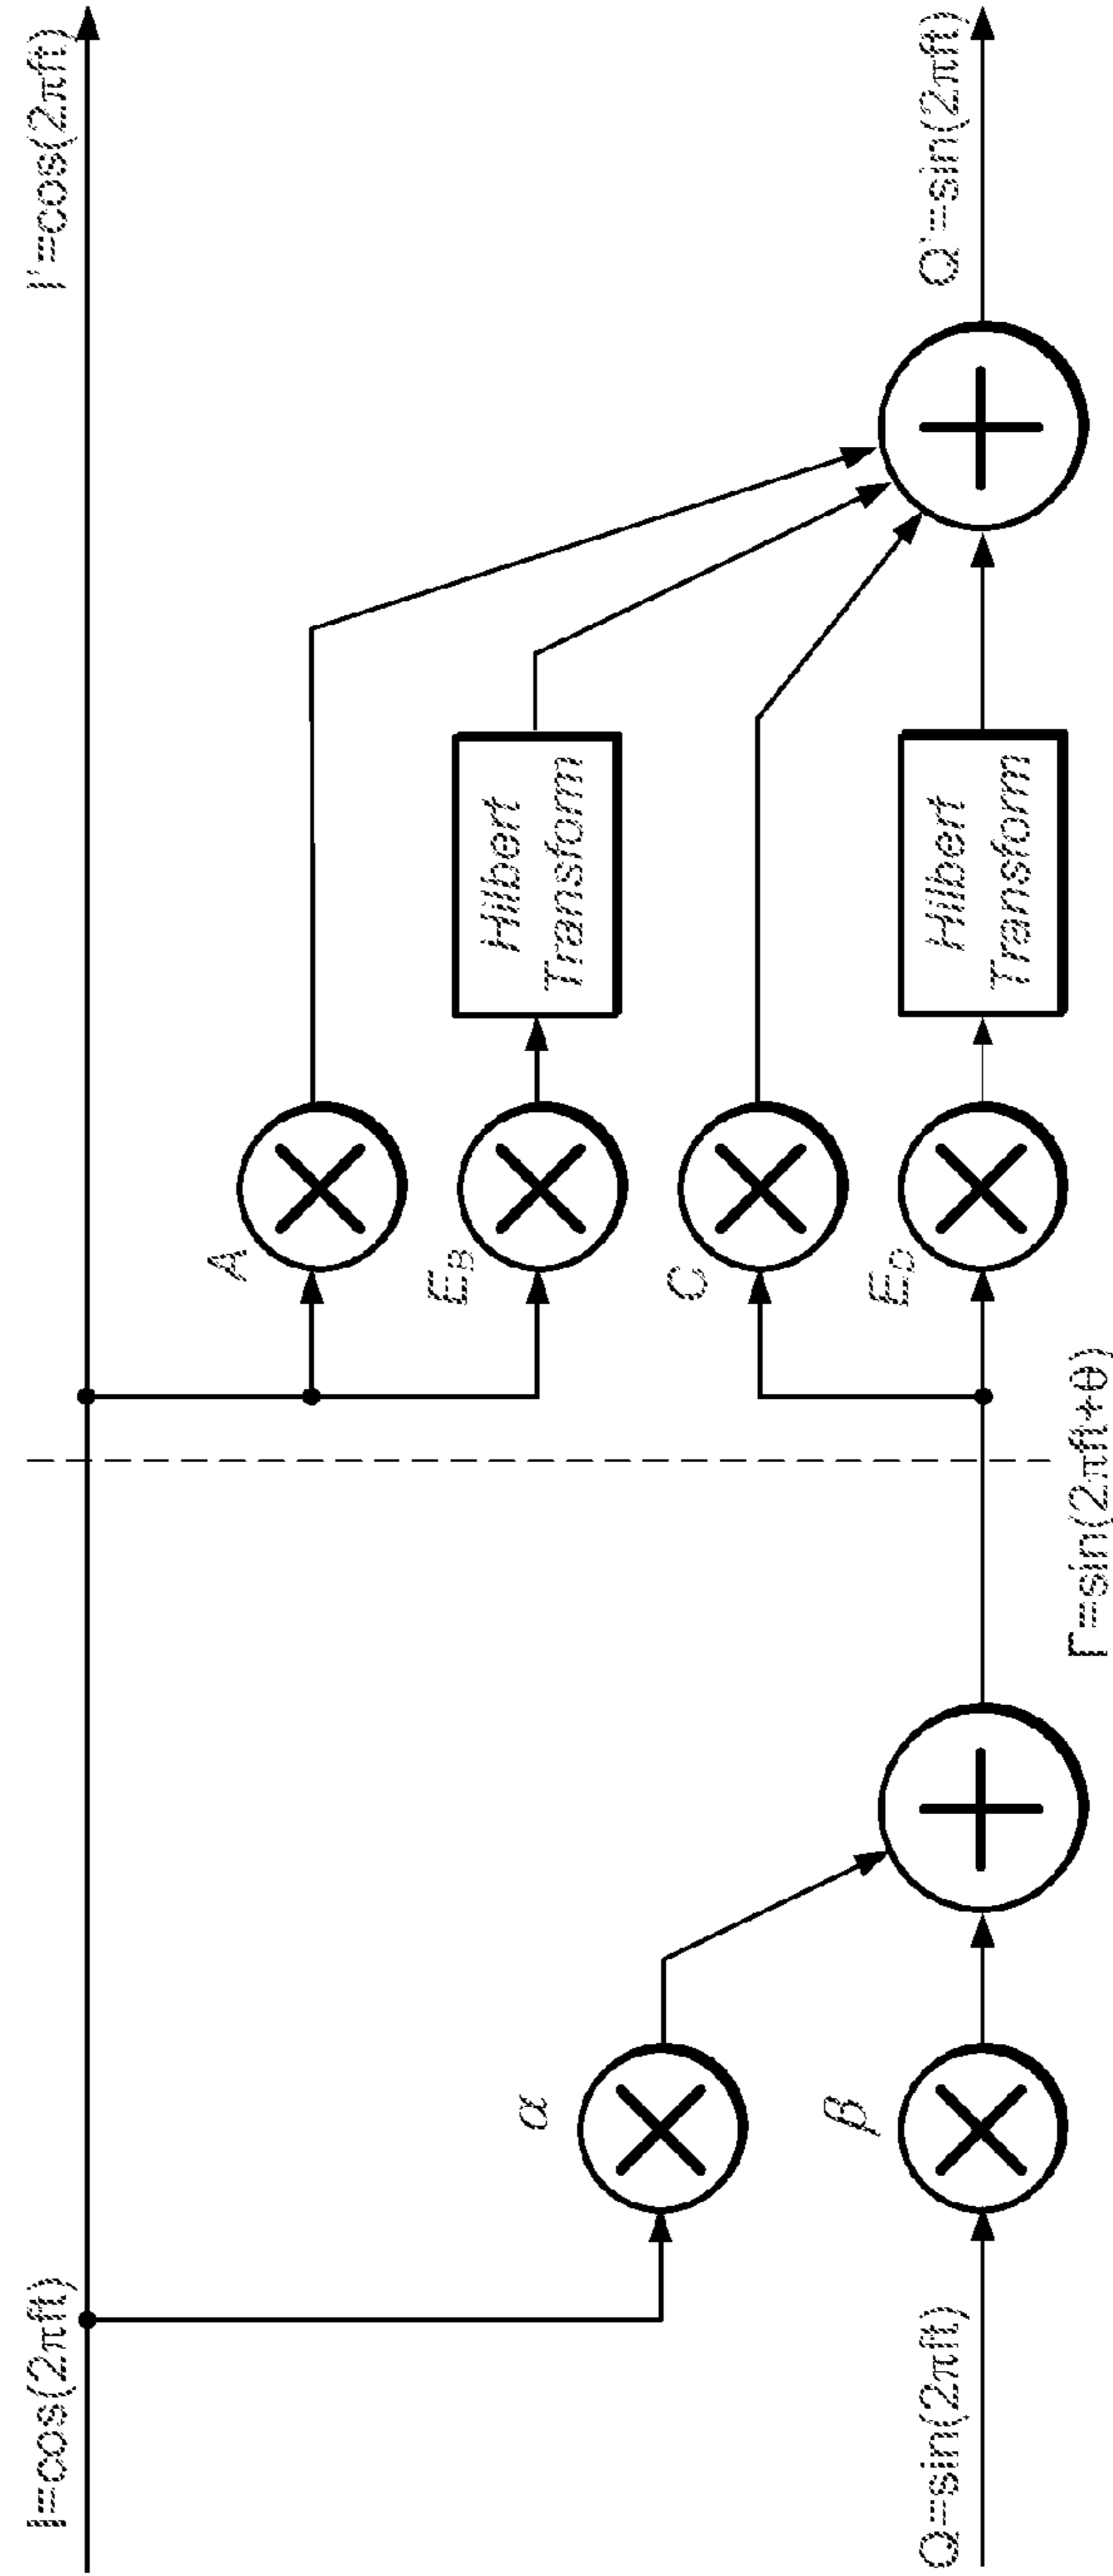 I=cos(2πft)
I'=cos(2πft)
α
β
Q=sin(2πft)
Γ=sin(2πft+θ)
A
E_B
C
E_D
Hilbert
Transform
Hilbert
Transform
Q'=sin(2πft)